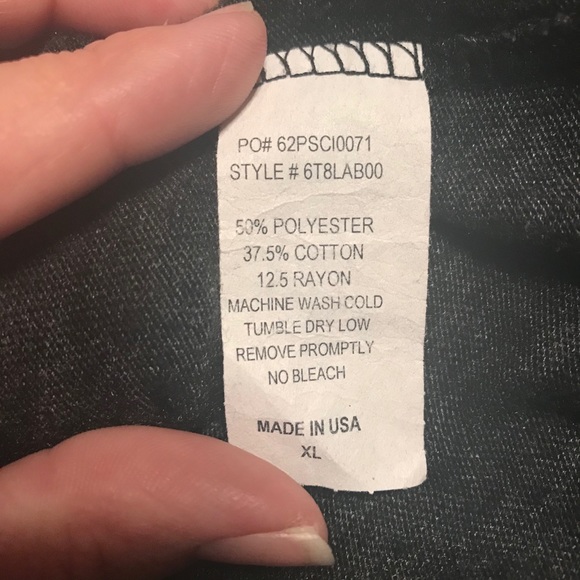 PO# 62PSCI0071
STYLE # 6T8LAB00
50% POLYESTER
37.5% COTTON
12.5 RAYON
MACHINE WASH COLD
TUMBLE DRY LOW
REMOVE PROMPTLY
NO BLEACH
MADE IN USA
XL